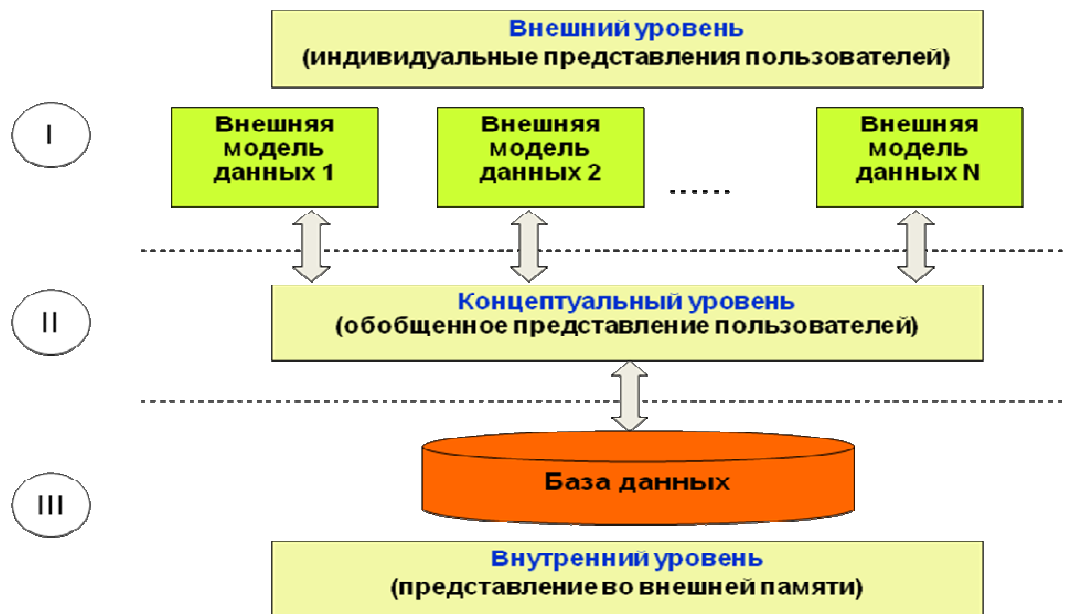 Внешний уровень
(индивидуальные представления пользователей)
I
Внешняя
модель
данных 1
Внешняя
модель
данных 2
......
Внешняя
модель
данных N
II
Концептуальный уровень
(обобщенное представление пользователей)
III
База данных
Внутренний уровень
(представление во внешней памяти)